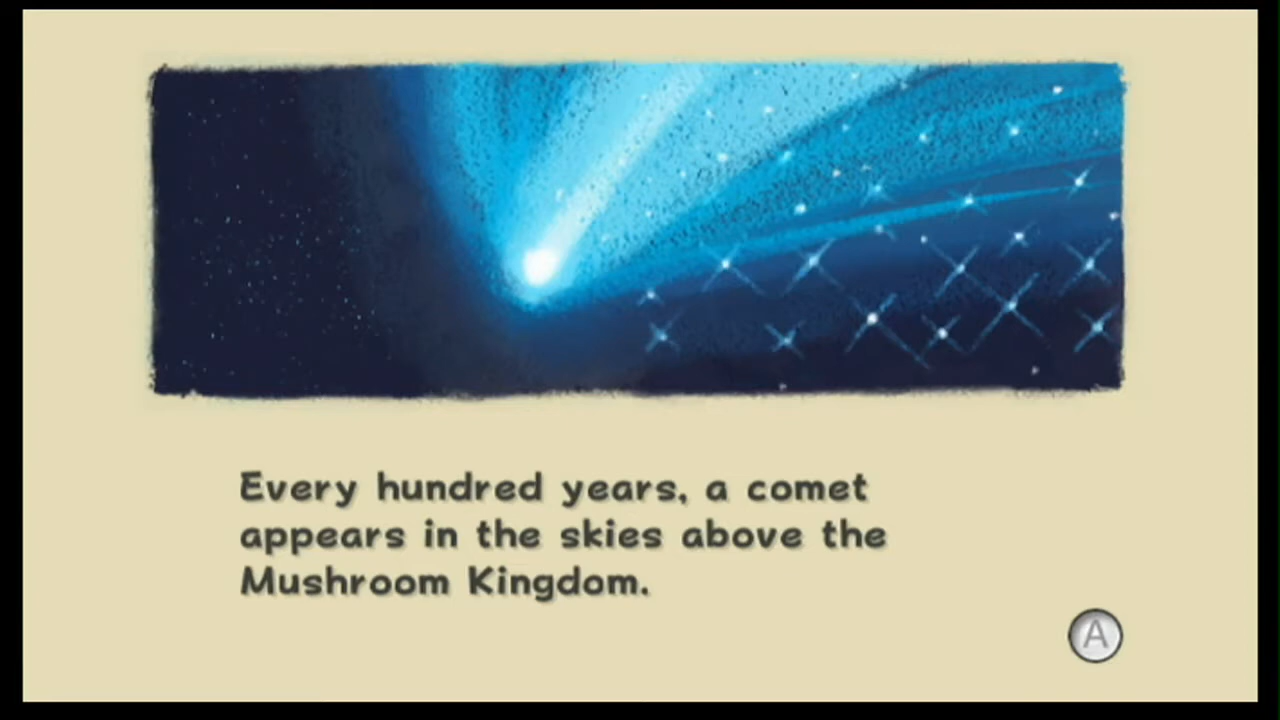 Every hundred years, a comet
appears in the skies above the
Mushroom Kingdom.
A